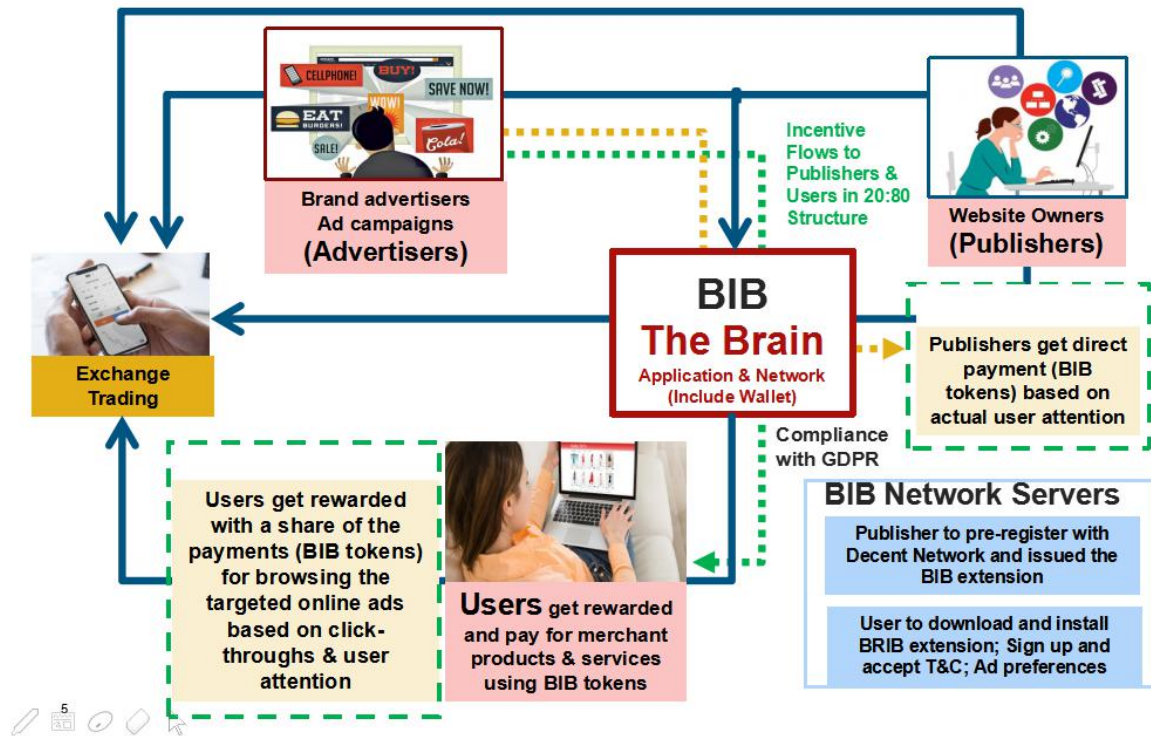 CELLPHONE!
BUY!
SAVE NOW!
WOW!
EAT
BURGERS!
SALE!
Cola!
Brand advertisers
Ad campaigns
(Advertisers)
Incentive
Flows to
Publishers &
Users in 20:80
Structure
Website Owners
(Publishers)
Exchange
Trading
BIB
The Brain
Application & Network
(Include Wallet)
Publishers get direct
payment (BIB
tokens) based on
actual user attention
Compliance
with GDPR
Users get rewarded
with a share of the
payments (BIB tokens)
for browsing the
targeted online ads
based on click-
throughs & user
attention
Users get rewarded
and pay for merchant
products & services
using BIB tokens
BIB Network Servers
Publisher to pre-register with
Decent Network and issued the
BIB extension
User to download and install
BRIB extension; Sign up and
accept T&C; Ad preferences
5